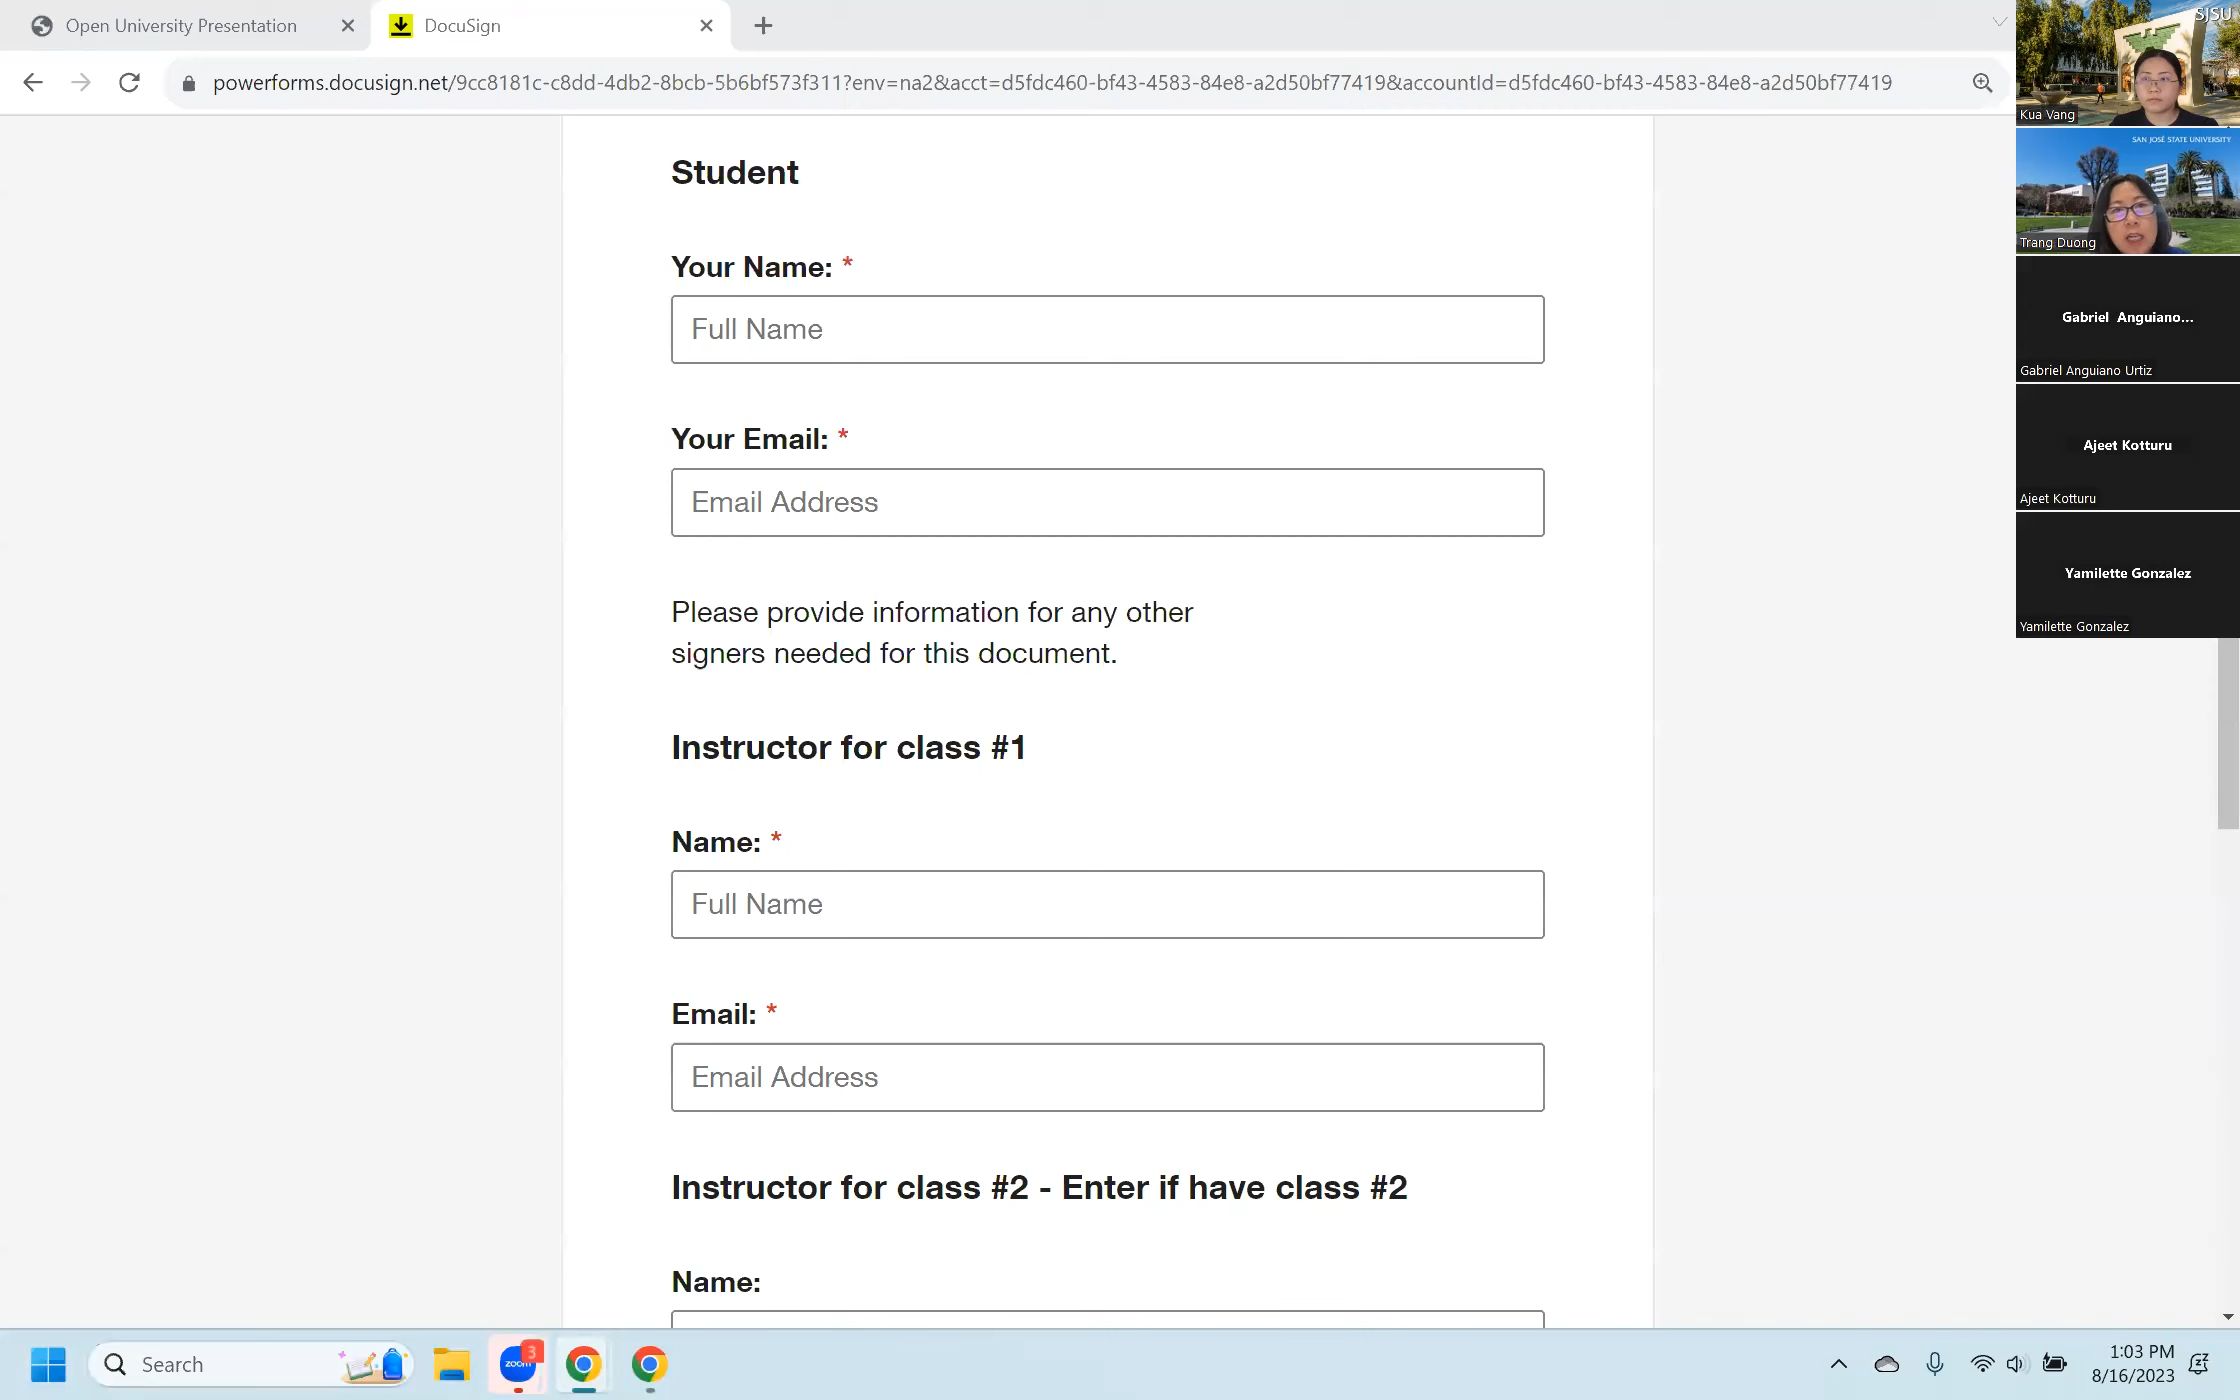 Open University Presentation
DocuSign
powerforms.docusign.net/9cc8181c-c8dd-4db2-8bcb-5b6bf573f311?env=na2&acct=d5fdc460-bf43-4583-84e8-a2d50bf77419&accountId=d5fdc460-bf43-4583-84e8-a2d50bf77419
SJSU
Kua Vang
SAN JOSÉ STATE UNIVERSITY
Trang Duong
Gabriel Anguiano...
Gabriel Anguiano Urtiz
Ajeet Kotturu
Ajeet Kotturu
Yamilette Gonzalez
Yamilette Gonzalez
Student
Your Name: *
Full Name
Your Email: *
Email Address
Please provide information for any other
signers needed for this document.
Instructor for class #1
Name: *
Full Name
Email: *
Email Address
Instructor for class #2 - Enter if have class #2
Name:
Search
zoom
3
1:03 PM
8/16/2023